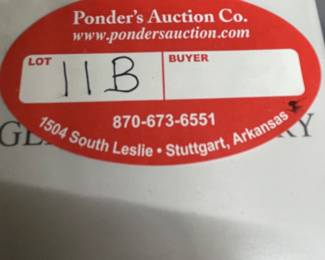 Ponder's Auction Co.
www.pondersauction.com
LOT BUYER
11B
870-673-6551
1504 South Leslie • Stuttgart, Arkansas